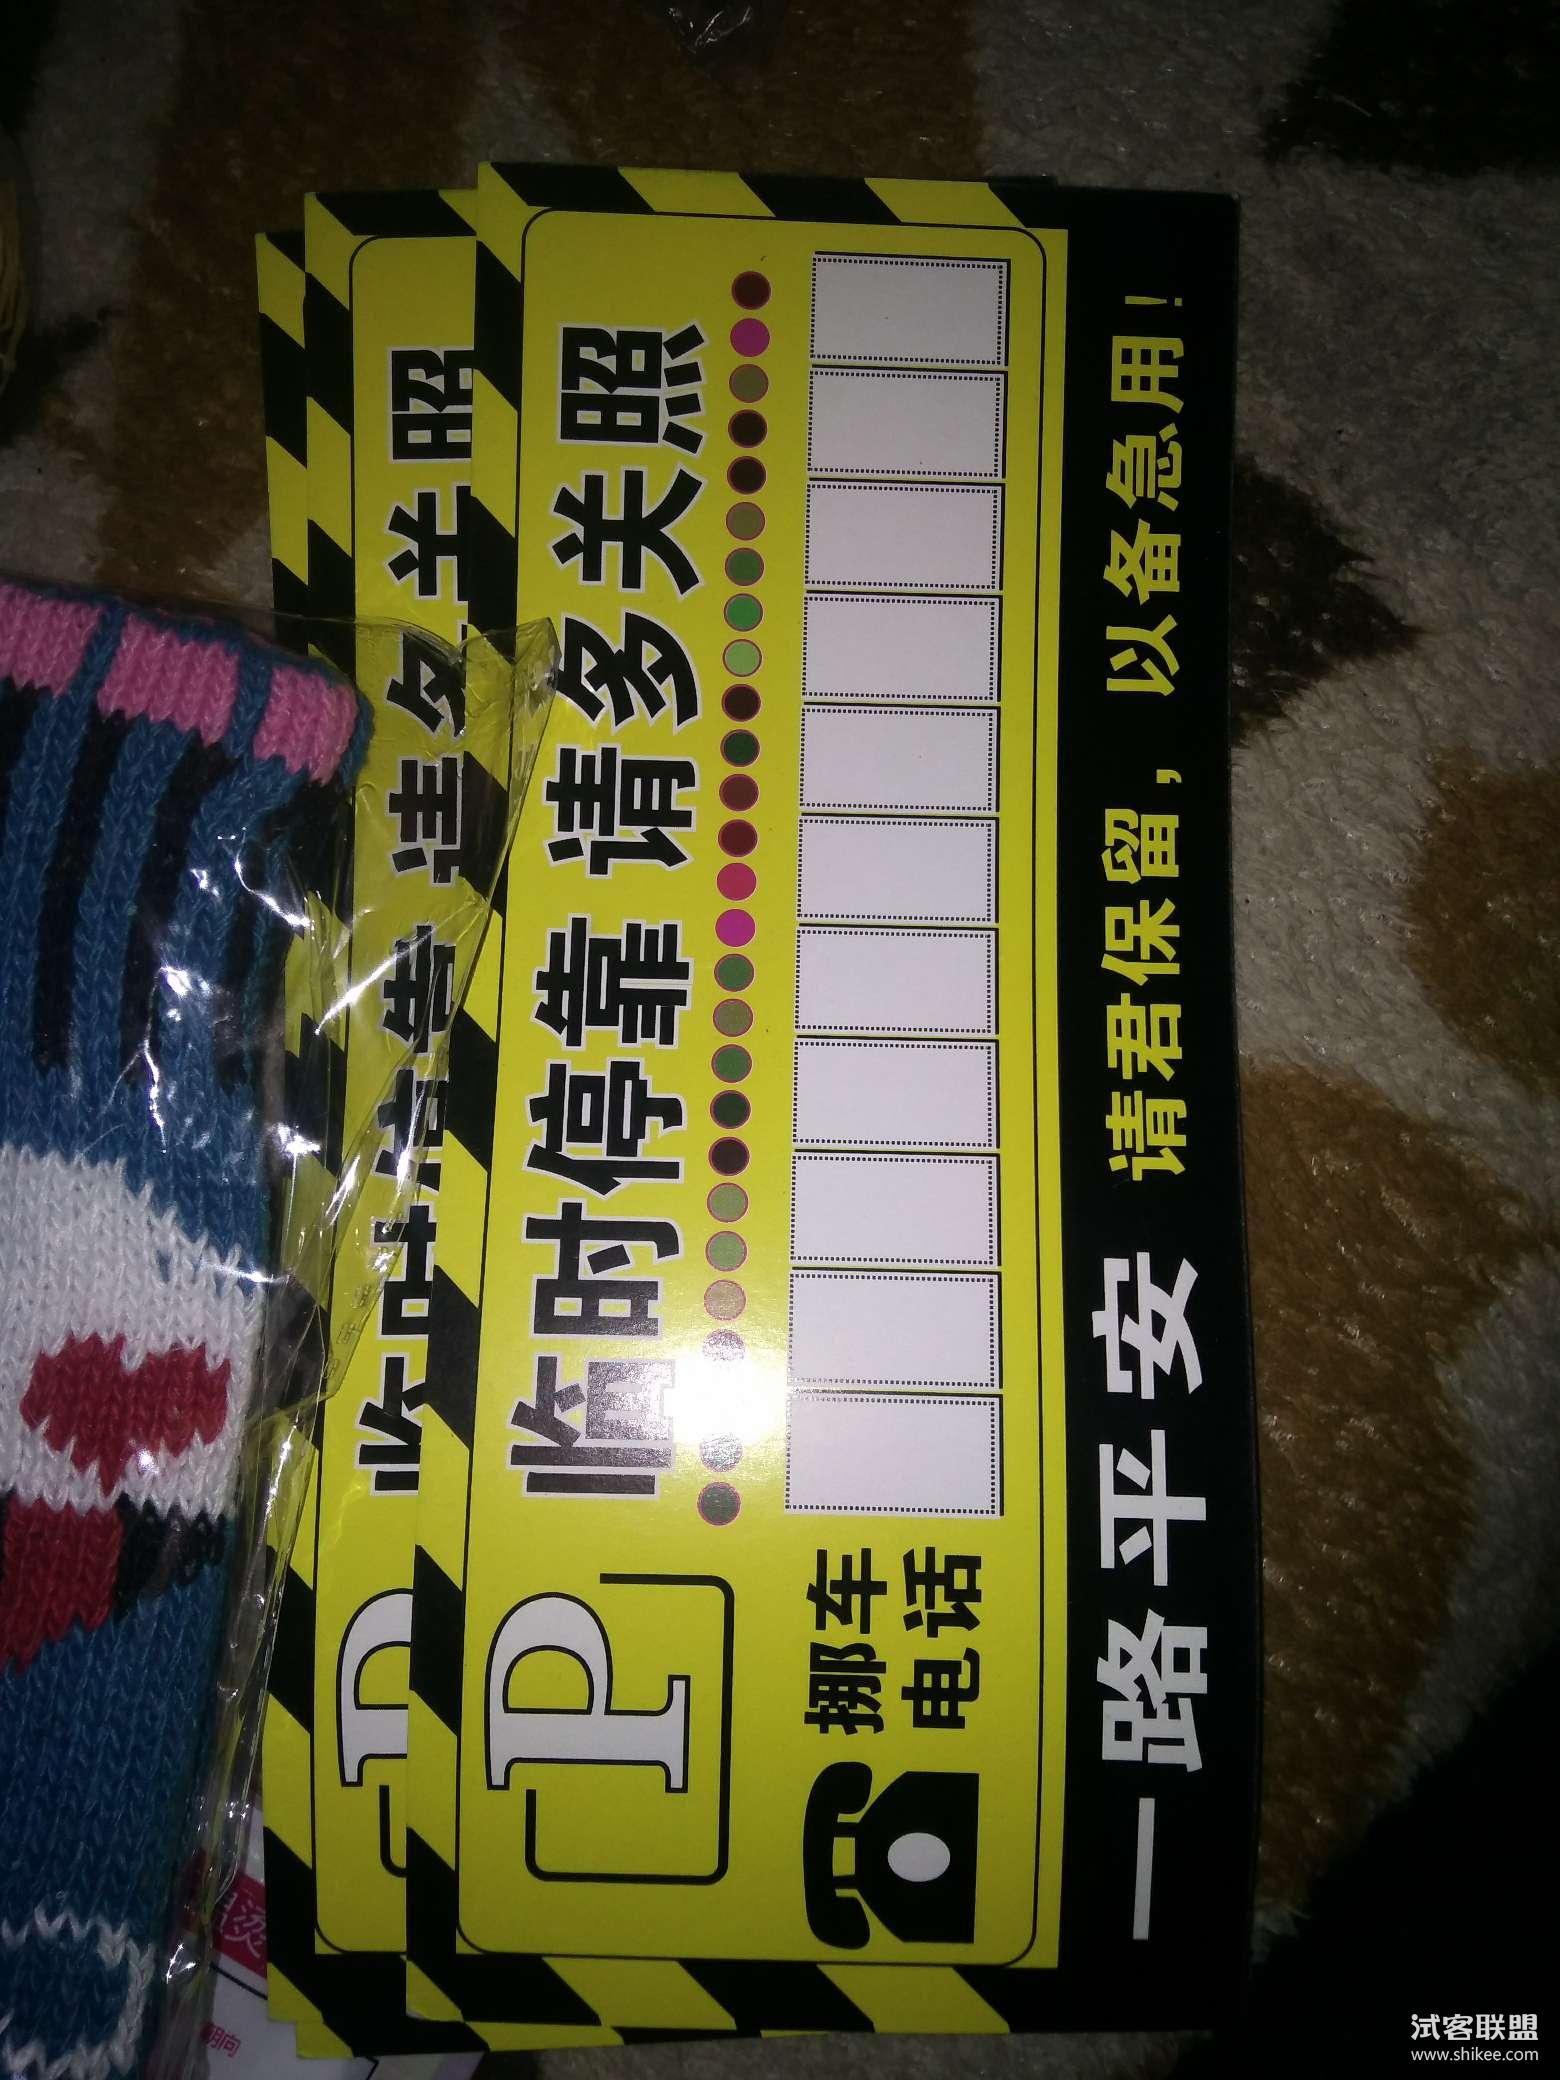 临时停靠 请多关照
P
挪车
电话
一路平安 请君保留，以备急用！
临时停靠 请多关照
P
试客联盟
www.shikee.com